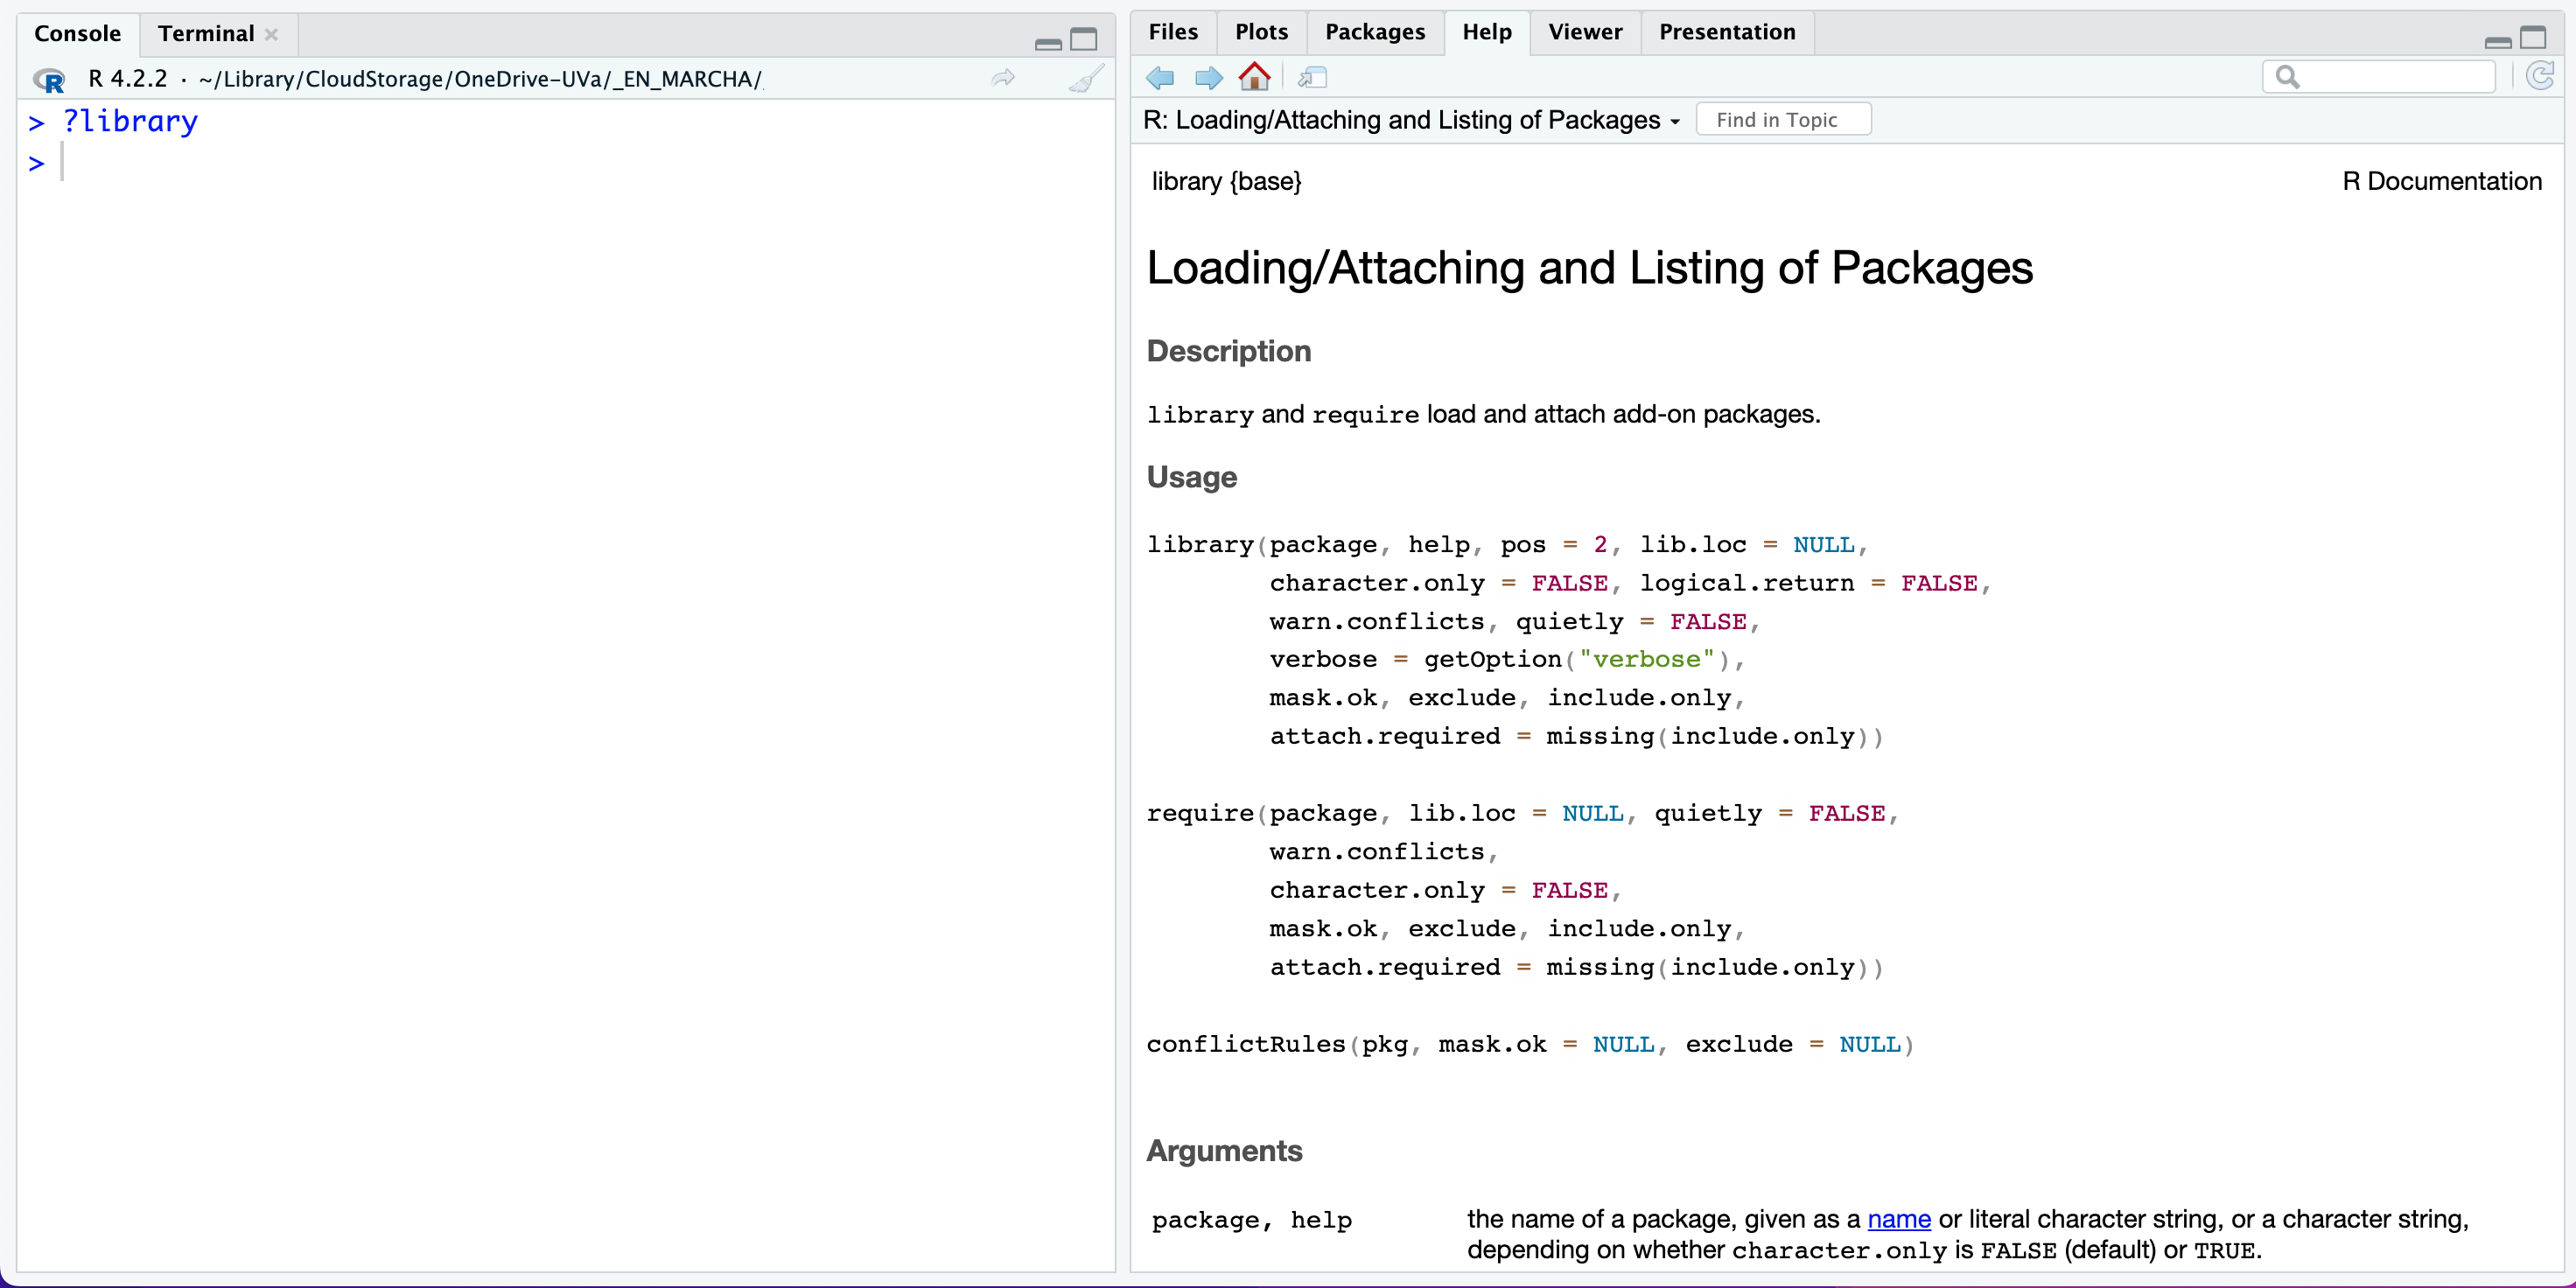 Console
Terminal
R 4.2.2 · ~/Library/CloudStorage/OneDrive-UVa/_EN_MARCHA/
> ?library
>
Files Plots Packages Help Viewer Presentation
R: Loading/Attaching and Listing of Packages
Find in Topic
library {base}
R Documentation
Loading/Attaching and Listing of Packages
Description
library and require load and attach add-on packages.
Usage
library(package, help, pos = 2, lib.loc = NULL,
        character.only = FALSE, logical.return = FALSE,
        warn.conflicts, quietly = FALSE,
        verbose = getOption("verbose"),
        mask.ok, exclude, include.only,
        attach.required = missing(include.only))
require(package, lib.loc = NULL, quietly = FALSE,
        warn.conflicts,
        character.only = FALSE,
        mask.ok, exclude, include.only,
        attach.required = missing(include.only))
conflictRules(pkg, mask.ok = NULL, exclude = NULL)
Arguments
package, help
the name of a package, given as a name or literal character string, or a character string,
depending on whether character.only is FALSE (default) or TRUE.